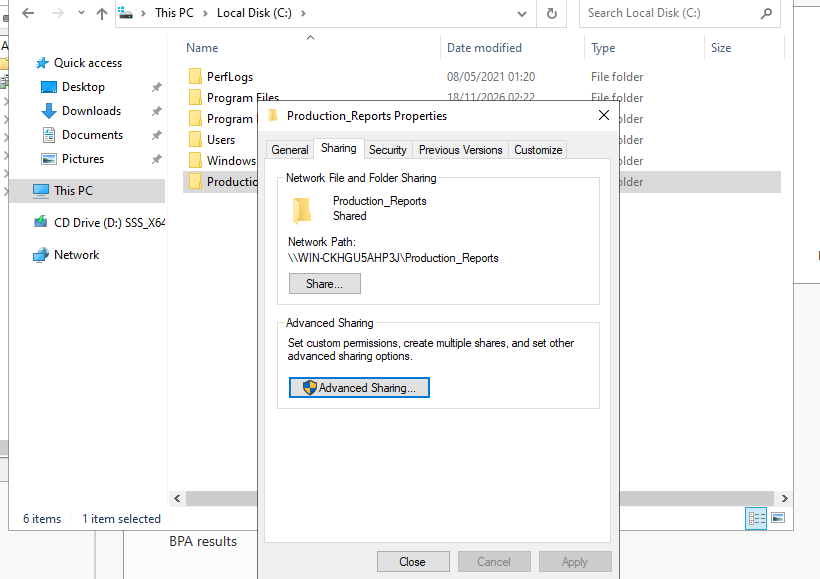 This PC > Local Disk (C:) >
Search Local Disk (C:)
Quick access
Desktop
Downloads
Documents
Pictures
This PC
CD Drive (D:) SSS_X64
Network
Name Date modified Type Size
PerfLogs 08/05/2021 01:20 File folder
Program Files 18/11/2026 02:22 File folder
Program
Users
Windows
Production_Reports Properties
General Sharing Security Previous Versions Customize
Network File and Folder Sharing
Production_Reports
Shared
Network Path:
\\WIN-CKHGU5AHP3J\Production_Reports
Share...
Advanced Sharing
Set custom permissions, create multiple shares, and set other
advanced sharing options.
Advanced Sharing...
Close Cancel Apply
6 items 1 item selected
BPA results